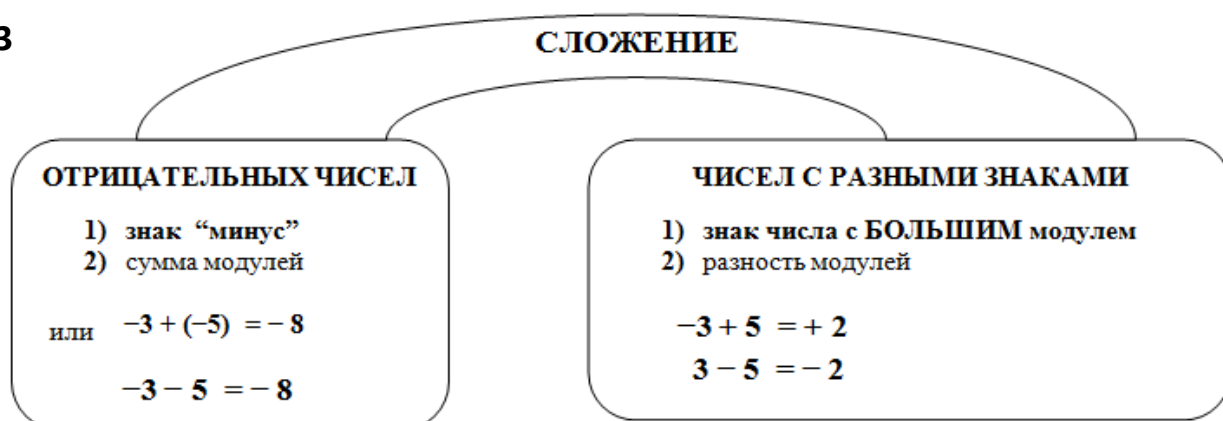 3
СЛОЖЕНИЕ
ОТРИЦАТЕЛЬНЫХ ЧИСЕЛ
1) знак “минус”
2) сумма модулей
или −3 + (−5) = − 8
−3 − 5 = − 8
ЧИСЕЛ С РАЗНЫМИ ЗНАКАМИ
1) знак числа с БОЛЬШИМ модулем
2) разность модулей
−3 + 5 = + 2
3 − 5 = − 2